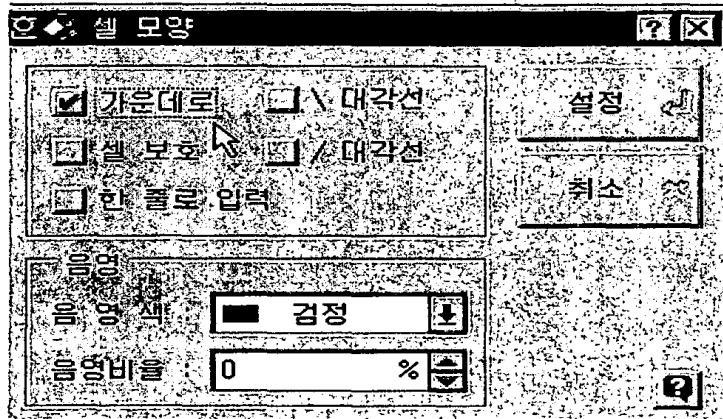 셀 모양
가운데로 \ 대각선
셀 보호 / 대각선
한 줄로 입력
설정
취소
음영
음 영 색 : 검정
음영비율 : 0 %